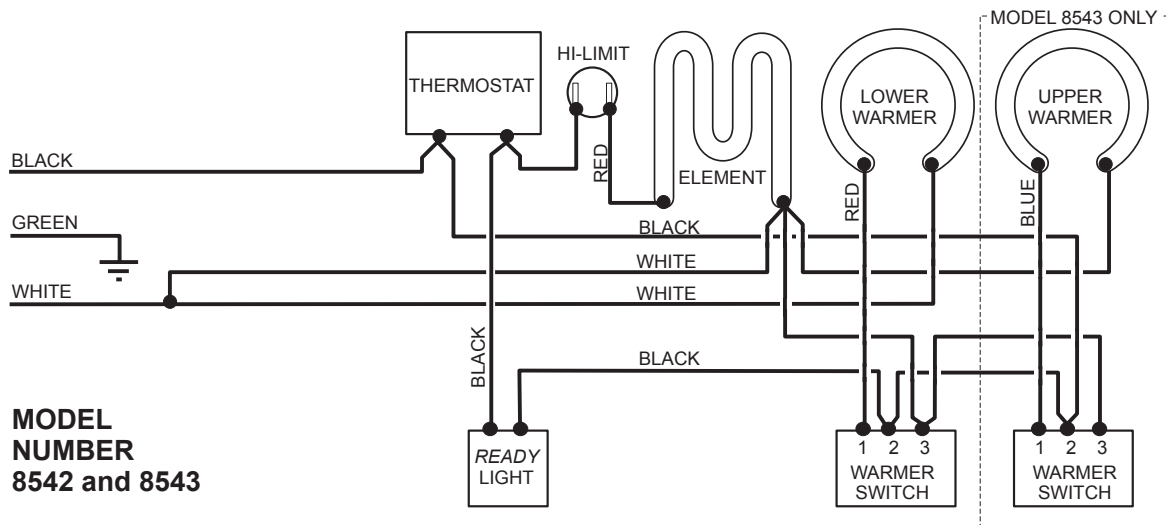 MODEL 8543 ONLY
HI-LIMIT
THERMOSTAT
LOWER
WARMER
UPPER
WARMER
BLACK
RED
ELEMENT
RED
BLUE
GREEN
BLACK
WHITE
WHITE
WHITE
BLACK
BLACK
MODEL
NUMBER
8542 and 8543
READY
LIGHT
1 2 3
WARMER
SWITCH
1 2 3
WARMER
SWITCH